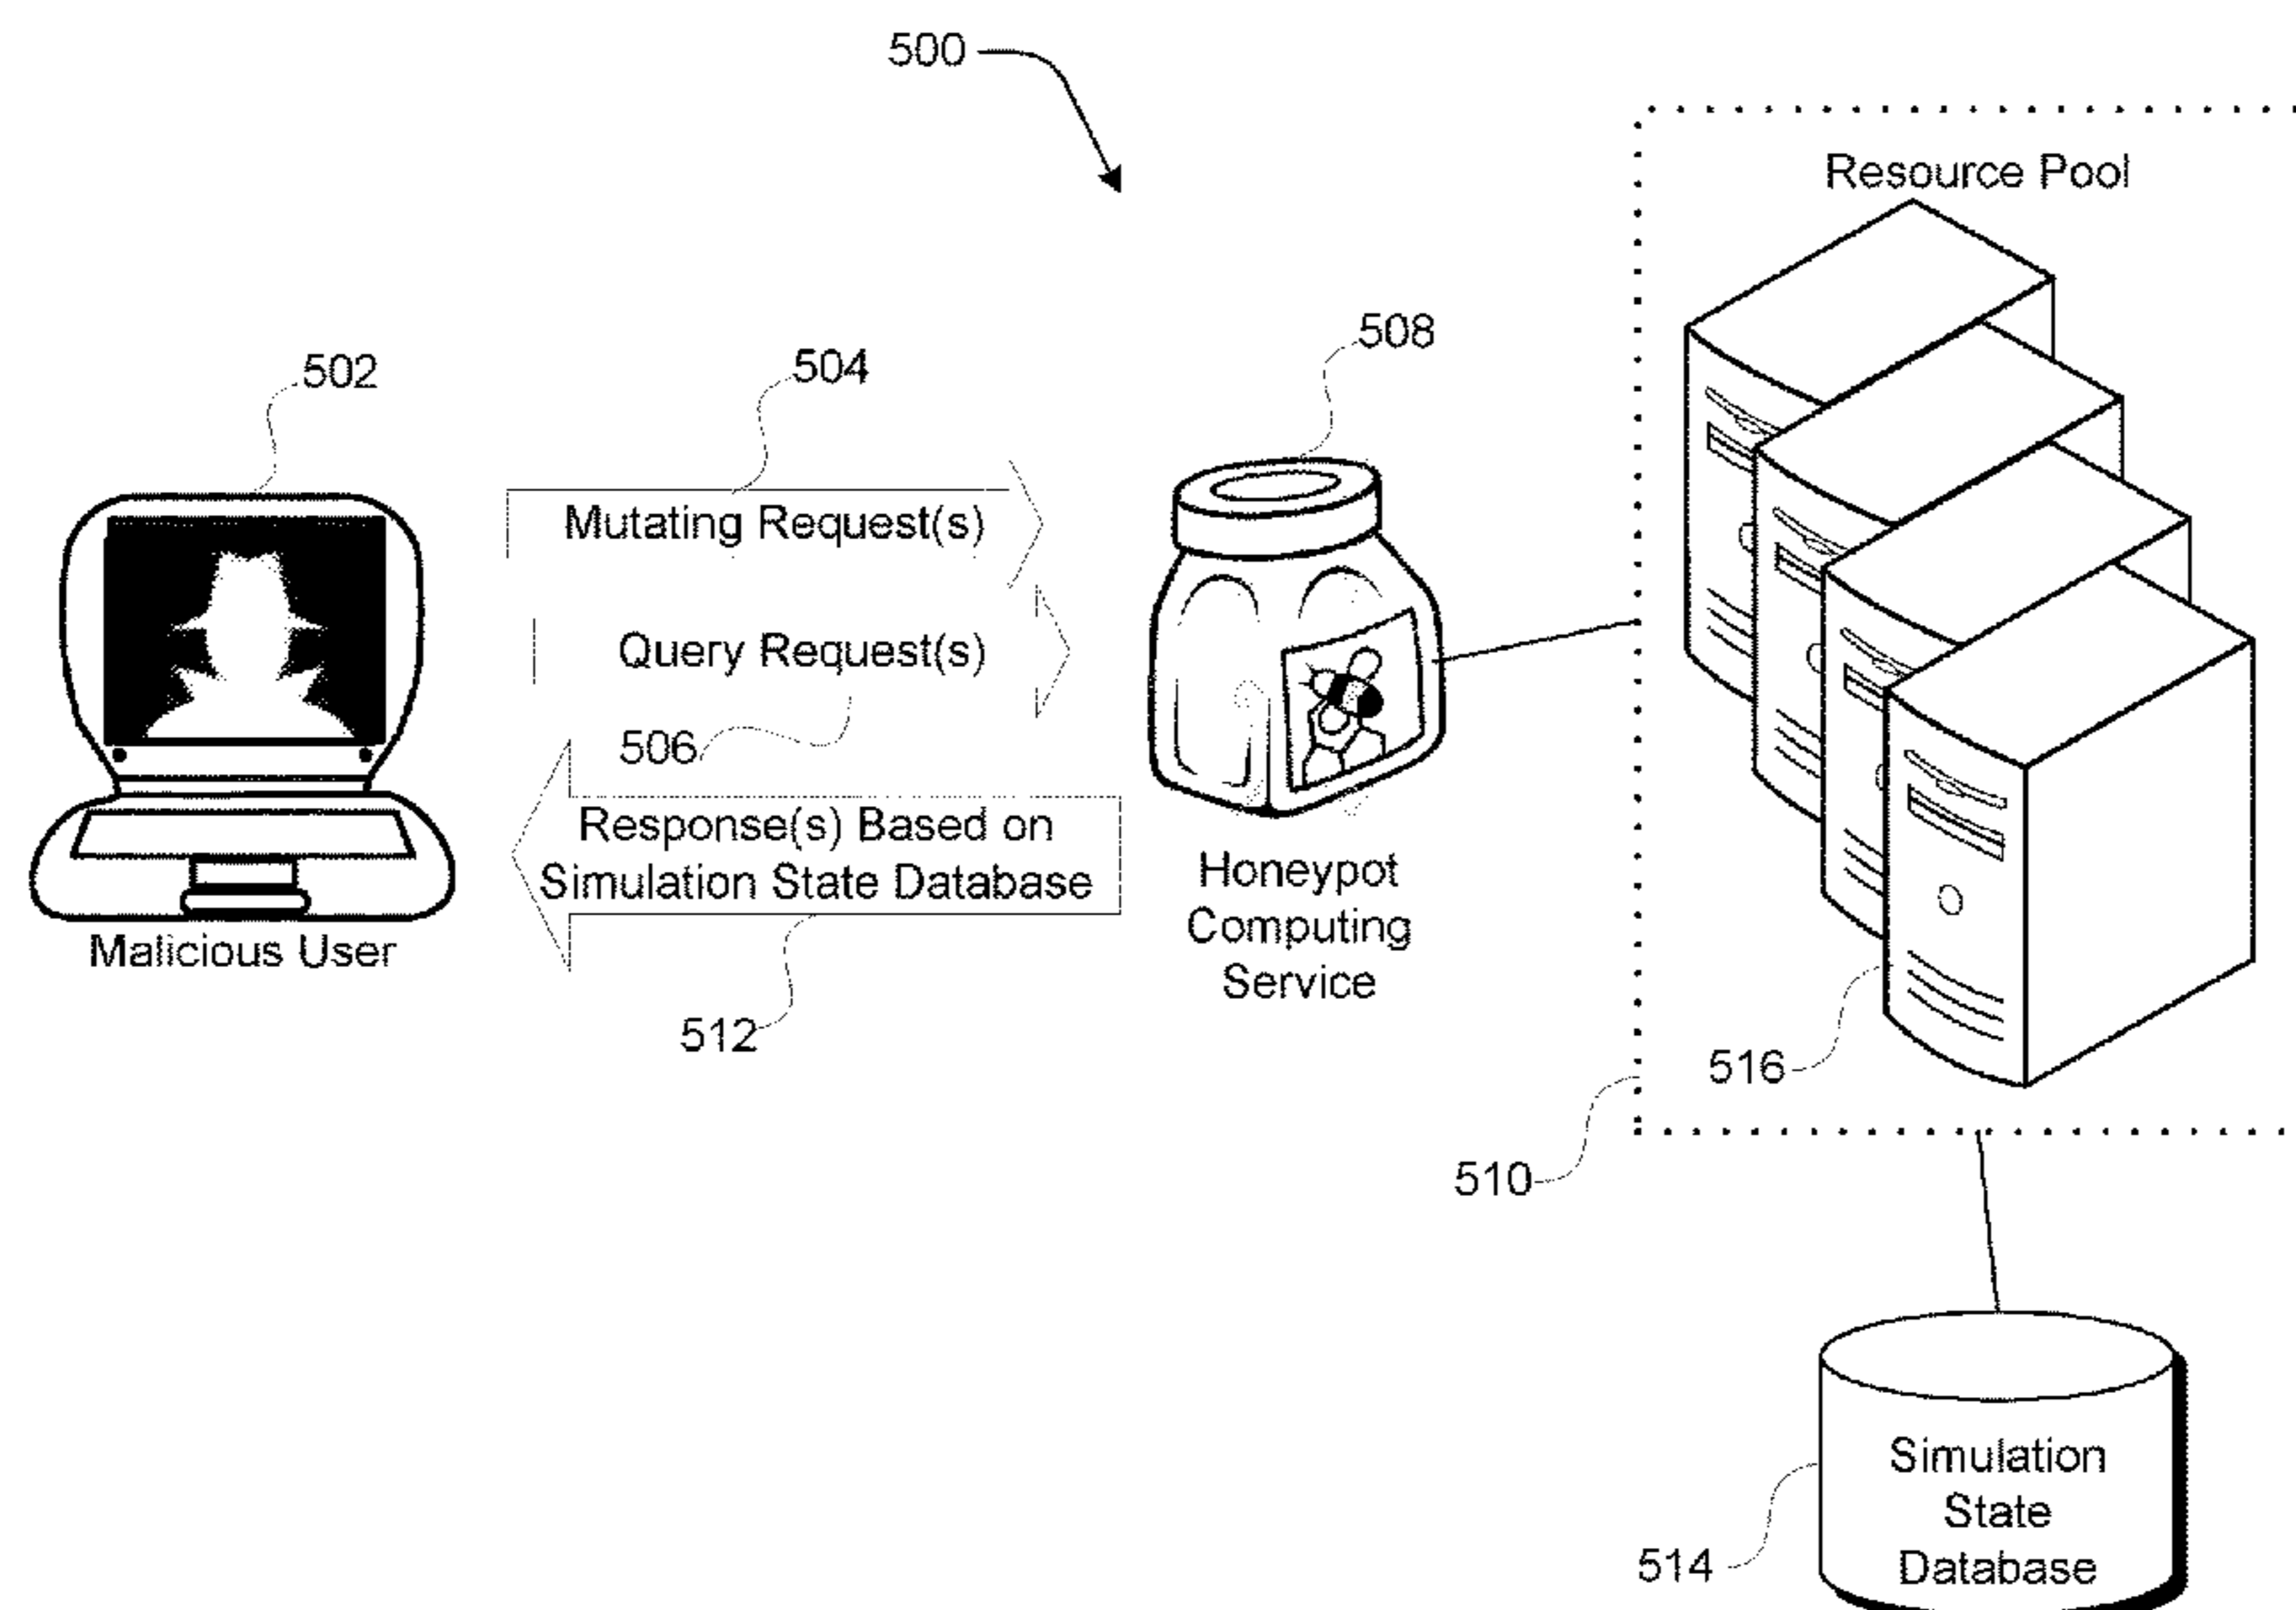 500
Resource Pool
508
502
504
Mutating Request(s)
Query Request(s)
506
Response(s) Based on
Simulation State Database
Malicious User
Honeypot
Computing
Service
512
516
510
Simulation
State
Database
514